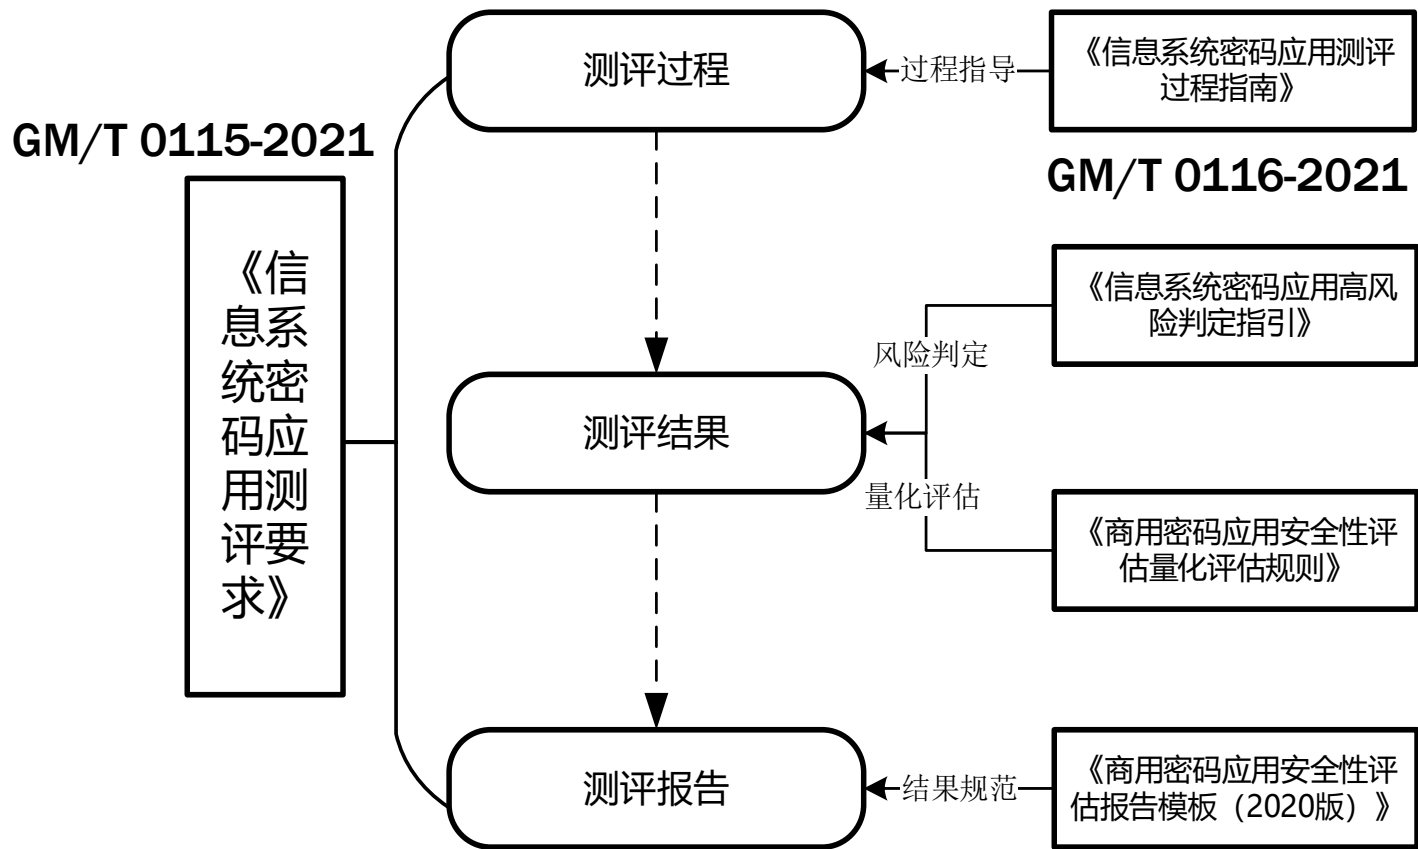 测评过程
过程指导
《信息系统密码应用测评
过程指南》
GM/T 0115-2021
GM/T 0116-2021
《信
息系
统密
码应
用测
评要
求》
《信息系统密码应用高风
险判定指引》
风险判定
测评结果
量化评估
《商用密码应用安全性评
估量化评估规则》
测评报告
结果规范
《商用密码应用安全性评
估报告模板（2020版）》